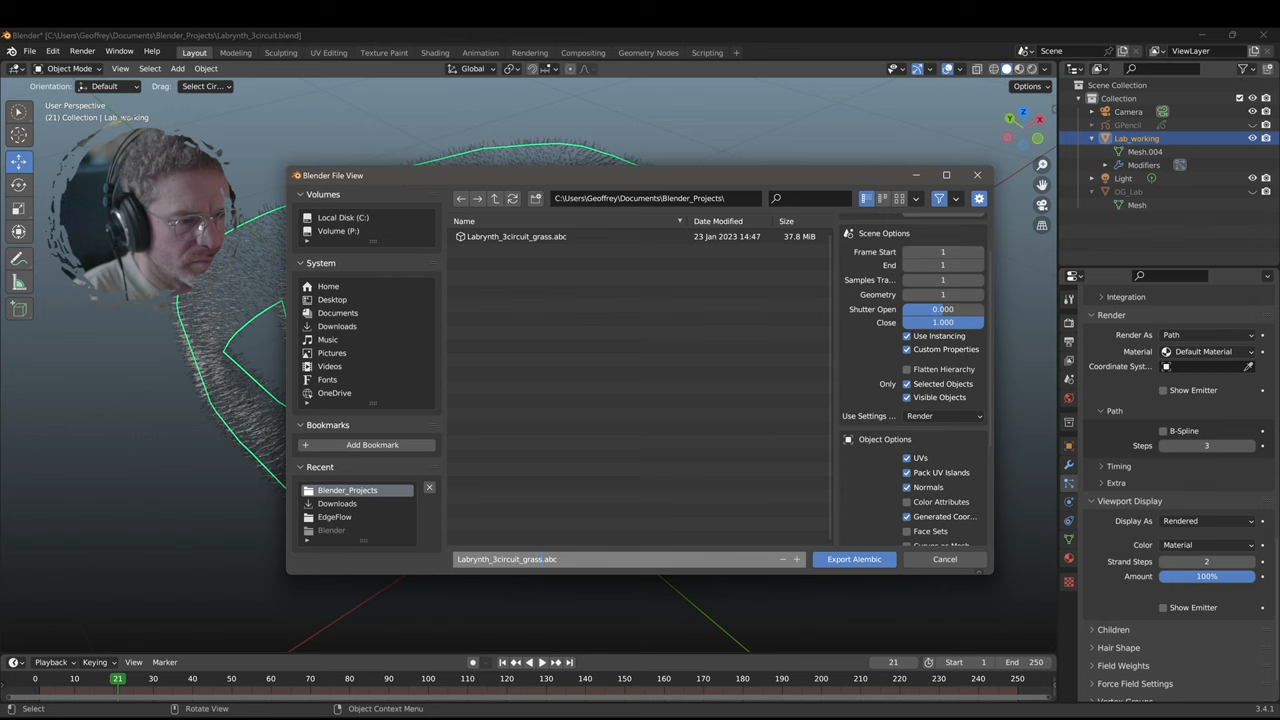 Blender* [C:\Users\Geoffrey\Documents\Blender_Projects\Labrynth_3circuit.blend]
File Edit Render Window Help Layout Modeling Sculpting UV Editing Texture Paint Shading Animation Rendering Compositing Geometry Nodes Scripting + Scene ViewLayer
Object Mode View Select Add Object Global
Orientation: Default Drag: Select Cir... Options
User Perspective
(21) Collection | Lab_working
Z
Y
X
Scene Collection
Collection
Camera
GPencil
Lab_working
Mesh.004
Modifiers
Light
OG_Lab
Mesh
Blender File View
Volumes
Local Disk (C:)
Volume (P:)
System
Home
Desktop
Documents
Downloads
Music
Pictures
Videos
Fonts
OneDrive
Bookmarks
Add Bookmark
Recent
Blender_Projects
Downloads
EdgeFlow
Blender
C:\Users\Geoffrey\Documents\Blender_Projects\
Name Date Modified Size
Labrynth_3circuit_grass.abc 23 Jan 2023 14:47 37.8 MiB
Scene Options
Frame Start 1
End 1
Samples Tra... 1
Geometry 1
Shutter Open 0.000
Close 1.000
Use Instancing
Custom Properties
Flatten Hierarchy
Only Selected Objects
Visible Objects
Use Settings ... Render
Object Options
UVs
Pack UV Islands
Normals
Color Attributes
Generated Coor...
Face Sets
Labrynth_3circuit_grass.abc
Export Alembic Cancel
Integration
Render
Render As Path
Material Default Material
Coordinate Syst...
Show Emitter
Path
B-Spline
Steps 3
Timing
Extra
Viewport Display
Display As Rendered
Color Material
Strand Steps 2
Amount 100%
Show Emitter
Children
Hair Shape
Field Weights
Force Field Settings
Playback Keying View Marker 21 Start 1 End 250
0 10 21 30 40 50 60 70 80 90 100 110 120 130 140 150 160 170 180 190 200 210 220 230 240 250
Select Rotate View Object Context Menu 3.4.1